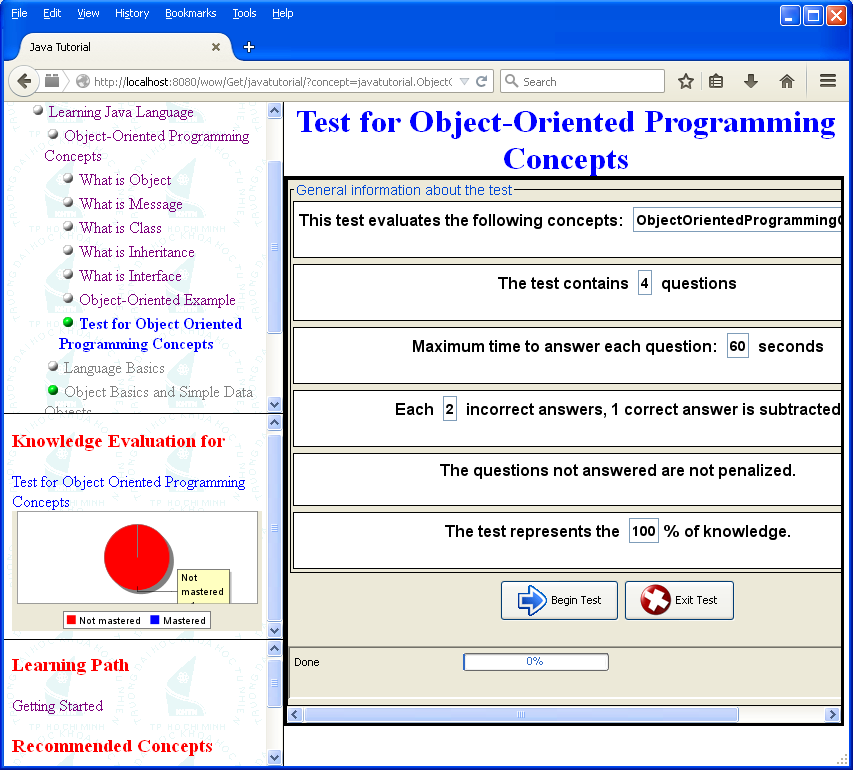 File Edit View History Bookmarks Tools Help
Java Tutorial
http://localhost:8080/wow/Get/javatutorial/?concept=javatutorial.Object
Search
Learning Java Language
Object-Oriented Programming
Concepts
What is Object
What is Message
What is Class
What is Inheritance
What is Interface
Object-Oriented Example
Test for Object Oriented
Programming Concepts
Language Basics
Object Basics and Simple Data
Objects
Knowledge Evaluation for
Test for Object Oriented Programming
Concepts
Not
mastered
Not mastered Mastered
Learning Path
Getting Started
Recommended Concepts
Test for Object-Oriented Programming
Concepts
General information about the test
This test evaluates the following concepts: ObjectOrientedProgramming
The test contains 4 questions
Maximum time to answer each question: 60 seconds
Each 2 incorrect answers, 1 correct answer is subtracted
The questions not answered are not penalized.
The test represents the 100 % of knowledge.
Begin Test Exit Test
Done 0%